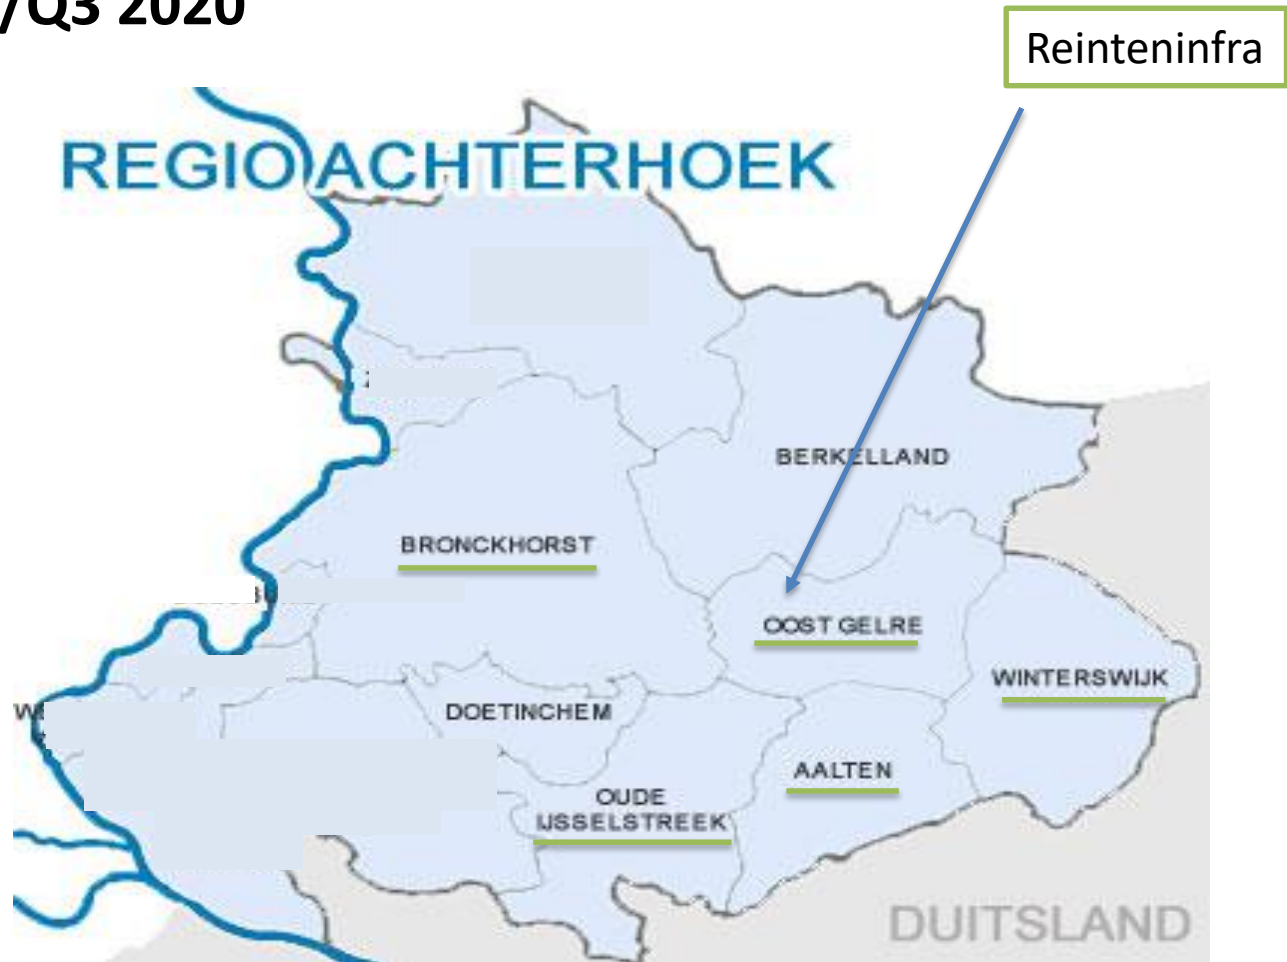 /Q3 2020
Reinteninfra
REGIO ACHTERHOEK
BERKELLAND
BRONCKHORST
OOST GELRE
WINTERSWIJK
DOETINCHEM
AALTEN
OUDE
IJSSELSTREEK
DUITSLAND